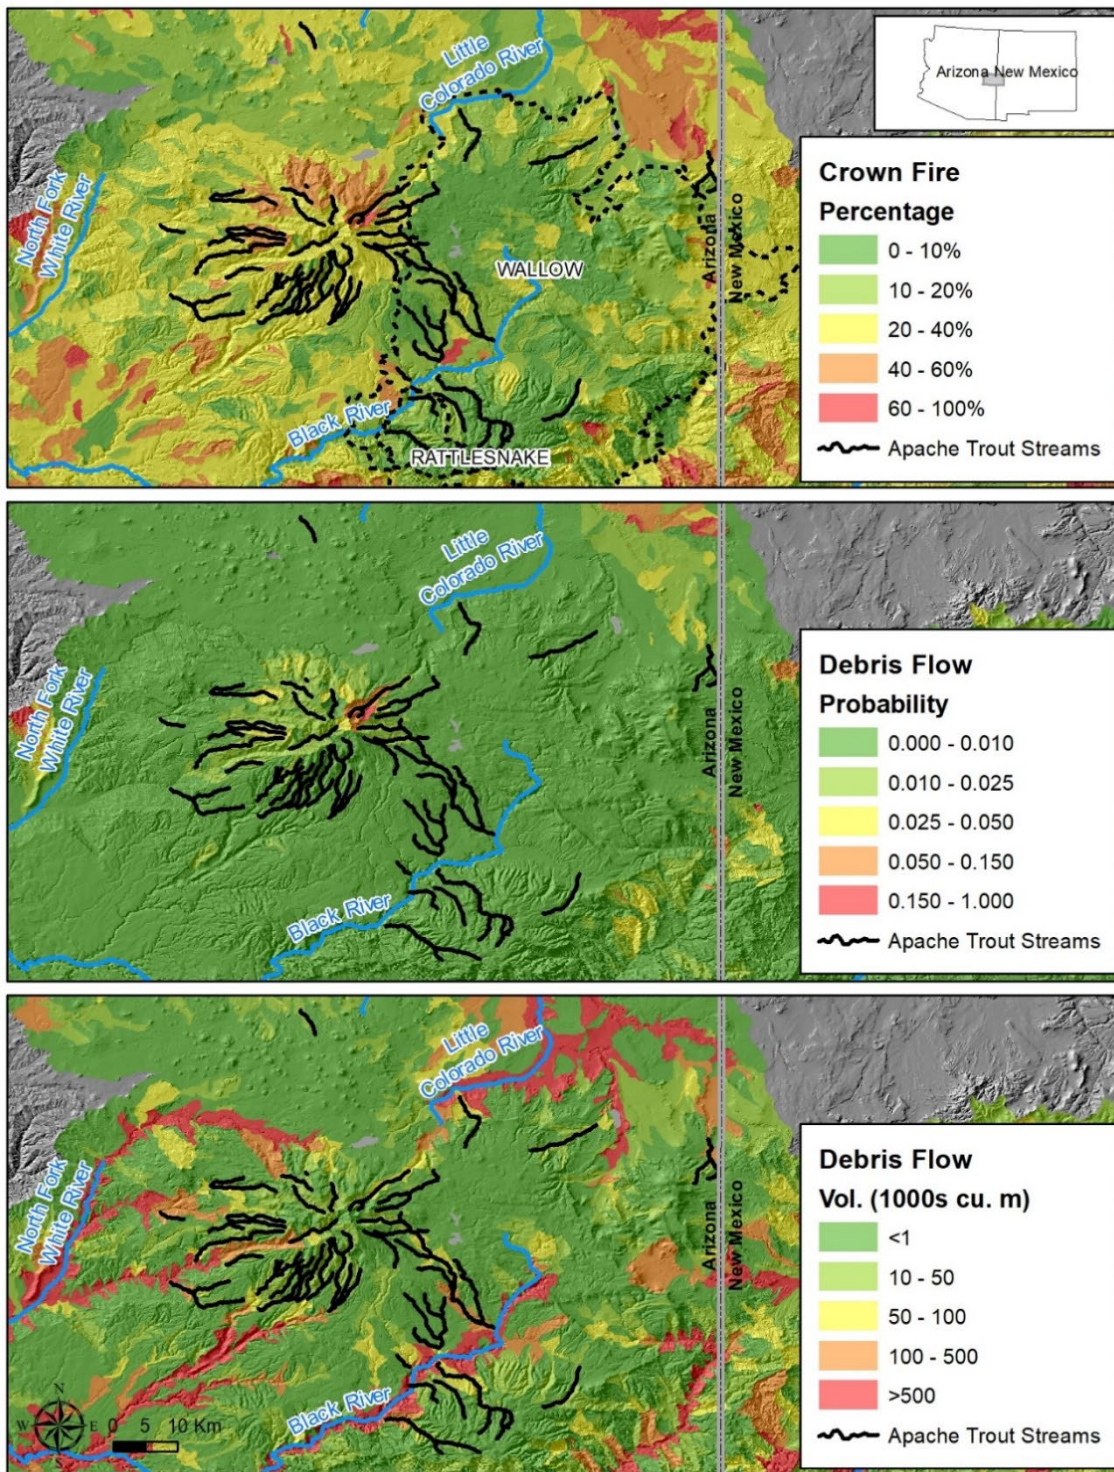 Little
Colorado River
Arizona New Mexico
North Fork
White River
WALLOW
Arizona
New Mexico
Black River
RATTLESNAKE
Crown Fire
Percentage
0 - 10%
10 - 20%
20 - 40%
40 - 60%
60 - 100%
Apache Trout Streams
Little
Colorado River
North Fork
White River
Arizona
New Mexico
Black River
Debris Flow
Probability
0.000 - 0.010
0.010 - 0.025
0.025 - 0.050
0.050 - 0.150
0.150 - 1.000
Apache Trout Streams
Little
Colorado River
North Fork
White River
Arizona
New Mexico
Black River
N
W E
S
0 5 10 Km
Debris Flow
Vol. (1000s cu. m)
<1
10 - 50
50 - 100
100 - 500
>500
Apache Trout Streams